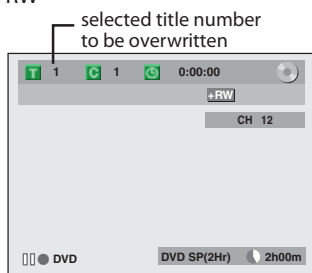 selected title number
to be overwritten
T 1 C 1 0:00:00
+RW
CH 12
DVD DVD SP(2Hr) 2h00m